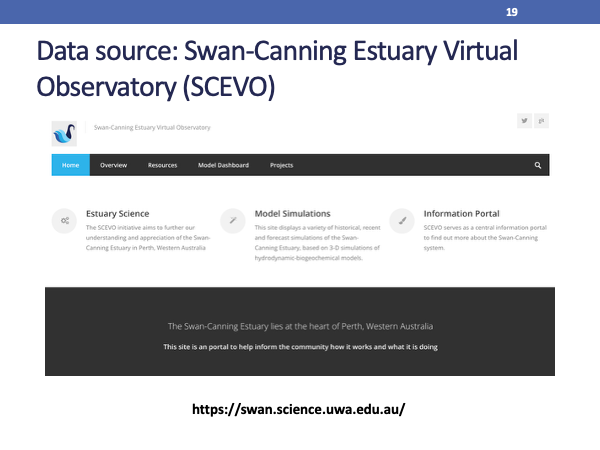 19
Data source: Swan-Canning Estuary Virtual
Observatory (SCEVO)
Swan-Canning Estuary Virtual Observatory
Home Overview Resources Model Dashboard Projects
Estuary Science
The SCEVO initiative aims to further our
understanding and appreciation of the Swan-
Canning Estuary in Perth, Western Australia
Model Simulations
This site displays a variety of historical, recent
and forecast simulations of the Swan-
Canning Estuary, based on 3-D simulations of
hydrodynamic-biogeochemical models.
Information Portal
SCEVO serves as a central information portal
to find out more about the Swan-Canning
system.
The Swan-Canning Estuary lies at the heart of Perth, Western Australia
This site is an portal to help inform the community how it works and what it is doing
https://swan.science.uwa.edu.au/